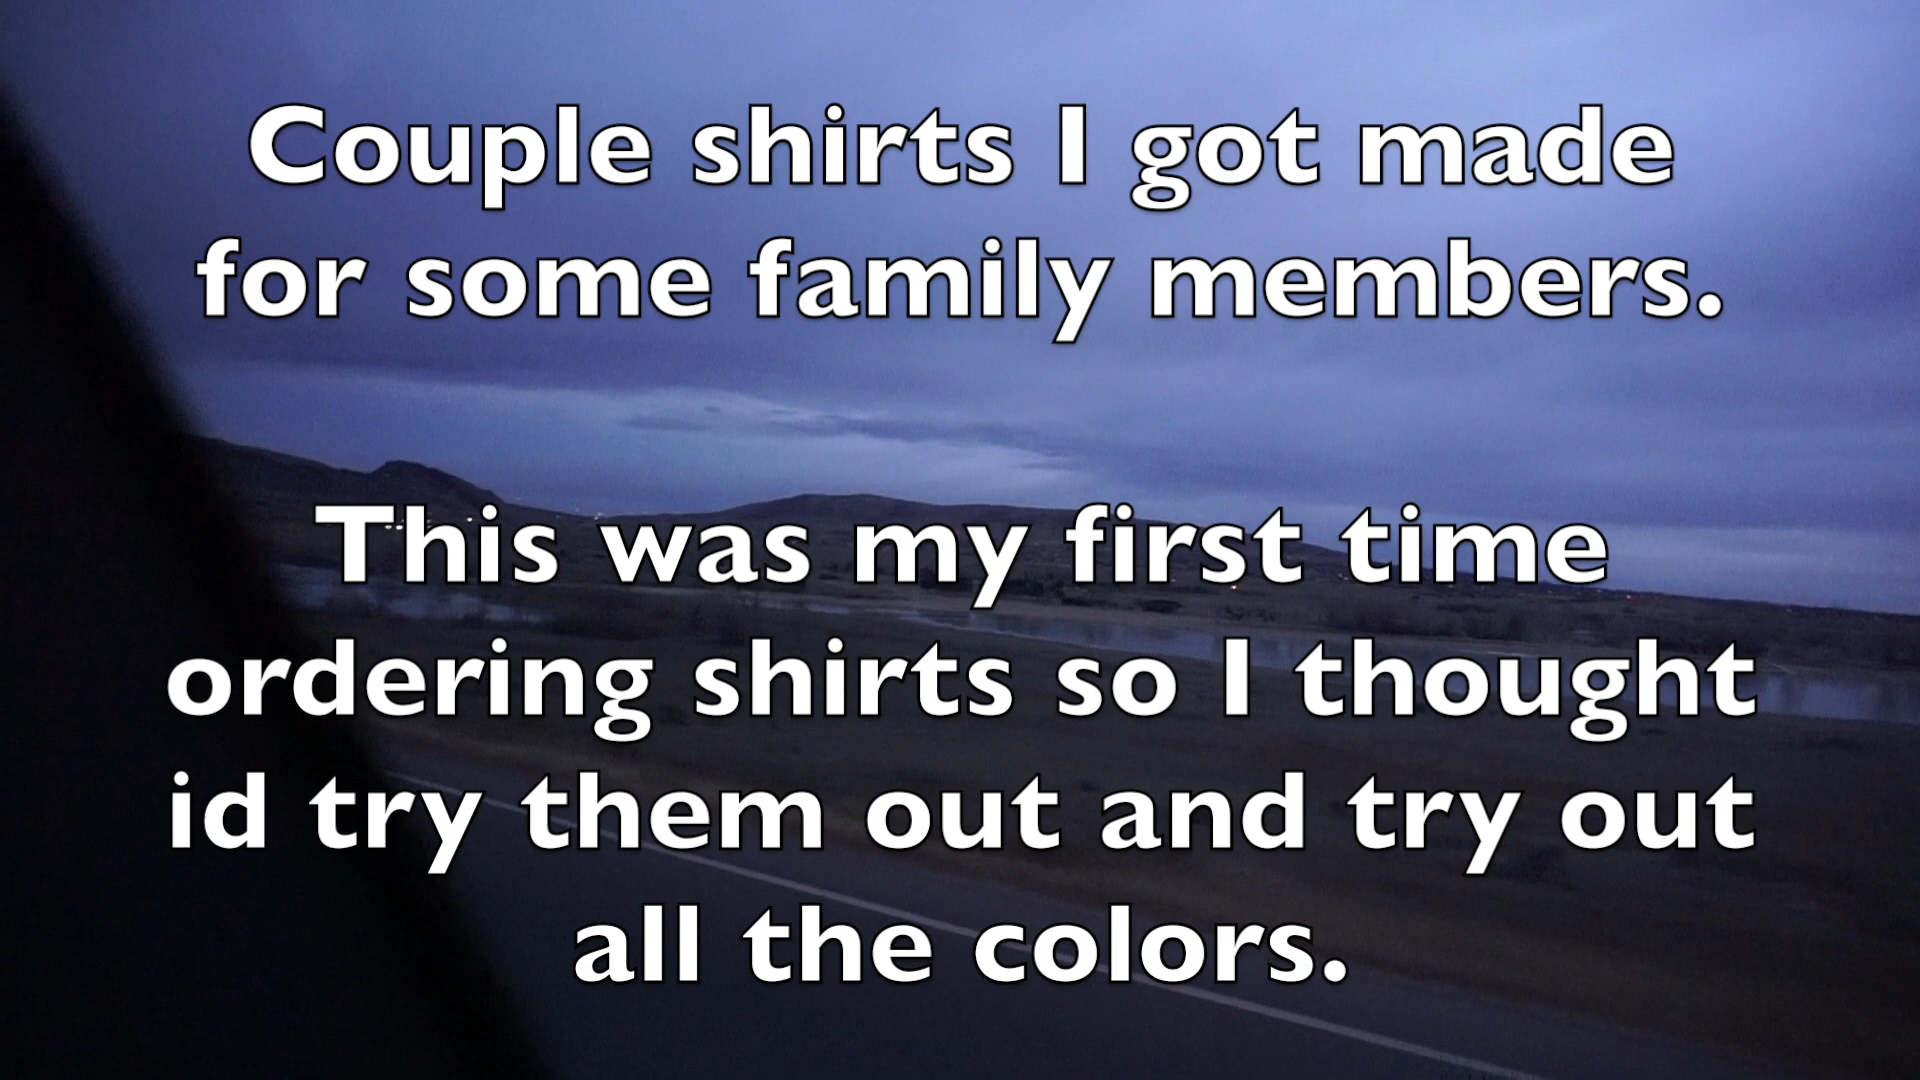 Couple shirts I got made
for some family members.
This was my first time
ordering shirts so I thought
id try them out and try out
all the colors.